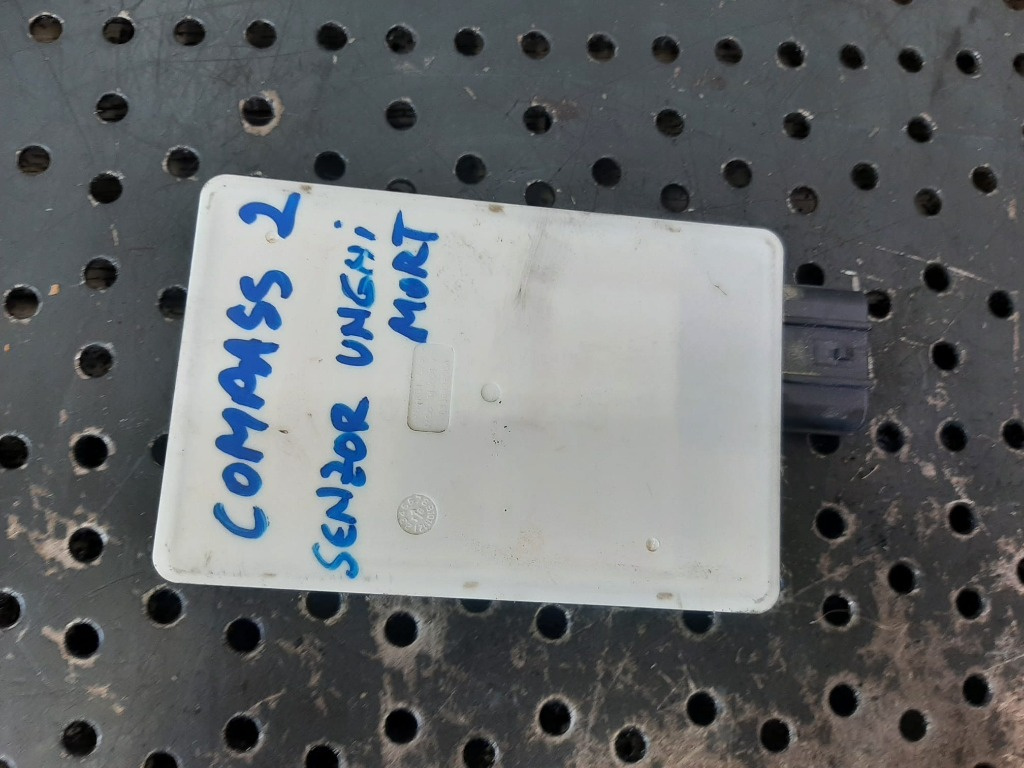 COMPASS 2
SENZOR UNGHI
MORT